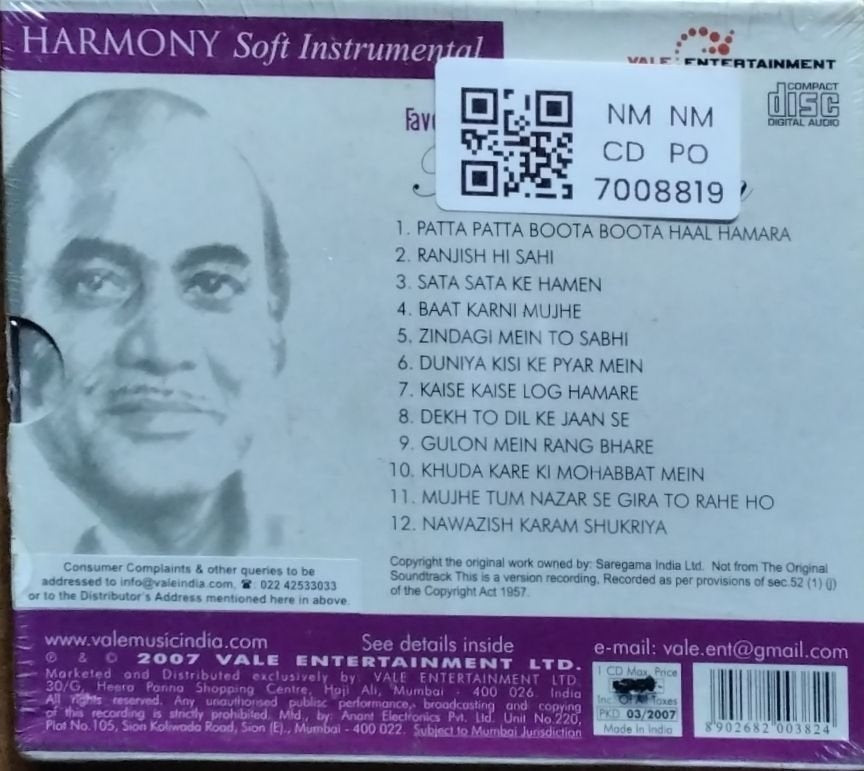 HARMONY Soft Instrumental
VALE ENTERTAINMENT
COMPACT
disc
DIGITAL AUDIO
NM NM
CD PO
7008819
1. PATTA PATTA BOOTA BOOTA HAAL HAMARA
2. RANJISH HI SAHI
3. SATA SATA KE HAMEN
4. BAAT KARNI MUJHE
5. ZINDAGI MEIN TO SABHI
6. DUNIYA KISI KE PYAR MEIN
7. KAISE KAISE LOG HAMARE
8. DEKH TO DIL KE JAAN SE
9. GULON MEIN RANG BHARE
10. KHUDA KARE KI MOHABBAT MEIN
11. MUJHE TUM NAZAR SE GIRA TO RAHE HO
12. NAWAZISH KARAM SHUKRIYA
Consumer Complaints & other queries to be
addressed to info@valeindia.com, ☎: 022 42533033
or to the Distributor's Address mentioned here in above.
Copyright the original work owned by: Saregama India Ltd. Not from The Original
Soundtrack This is a version recording, Recorded as per provisions of sec.52 (1) (j)
of the Copyright Act 1957.
www.valemusicindia.com See details inside e-mail: vale.ent@gmail.com
℗ & © 2007 VALE ENTERTAINMENT LTD.
Marketed and Distributed exclusively by VALE ENTERTAINMENT LTD.
30/G, Heera Panna Shopping Centre, Haji Ali, Mumbai - 400 026. India
All rights reserved. Any unauthorised public performance, broadcasting and copying
of this recording is strictly prohibited. Mfd., by: Anant Electronics Pvt. Ltd. Unit No.220,
Plot No.105, Sion Koliwada Road, Sion (E)., Mumbai - 400 022. Subject to Mumbai Jurisdiction
1 CD Max. Price
Inc. Of All Taxes
PKD 03/2007
Made in India
8 902682 003824